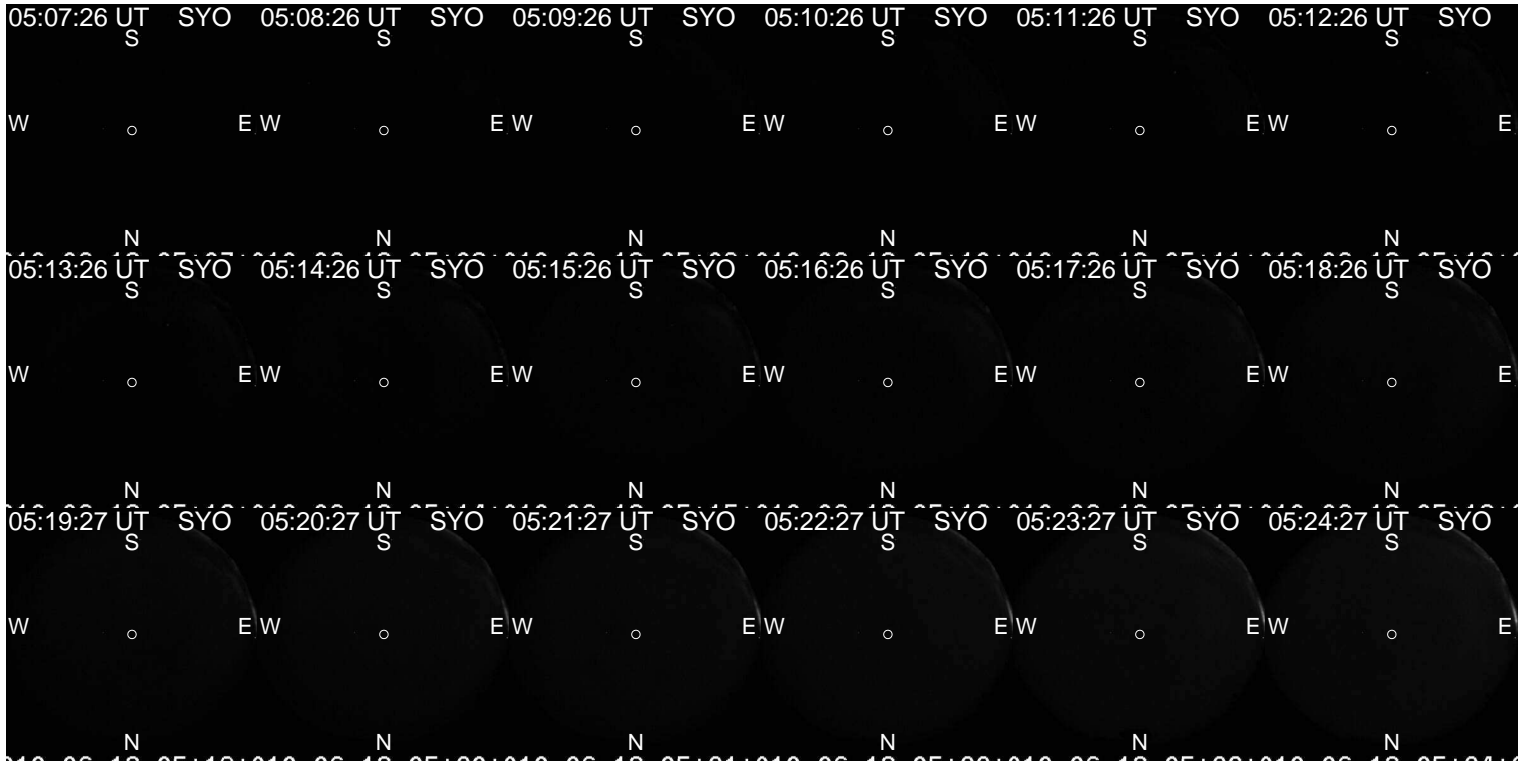 05:07:26 UT SYO 05:08:26 UT SYO 05:09:26 UT SYO 05:10:26 UT SYO 05:11:26 UT SYO 05:12:26 UT SYO
S S S S S S
W E W E W E W E W E W E
N N N N N N
05:13:26 UT SYO 05:14:26 UT SYO 05:15:26 UT SYO 05:16:26 UT SYO 05:17:26 UT SYO 05:18:26 UT SYO
S S S S S S
W E W E W E W E W E W E
N N N N N N
05:19:27 UT SYO 05:20:27 UT SYO 05:21:27 UT SYO 05:22:27 UT SYO 05:23:27 UT SYO 05:24:27 UT SYO
S S S S S S
W E W E W E W E W E W E
N N N N N N